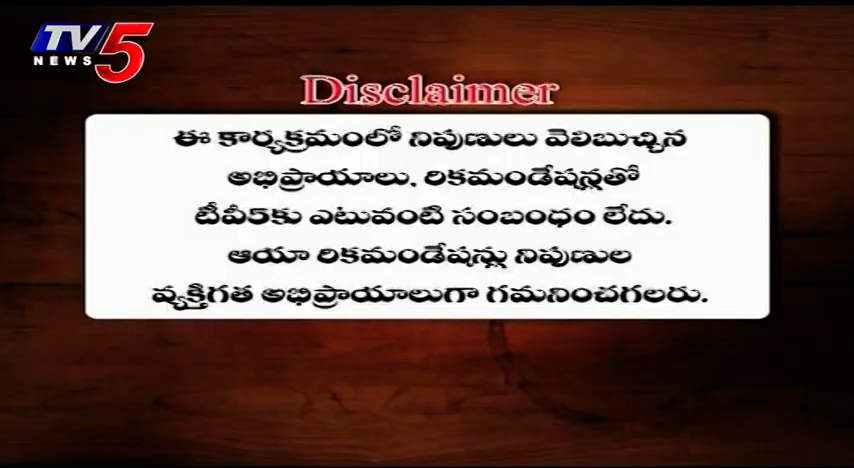 TV5
NEWS
Disclaimer
ఈ కార్యక్రమంలో నిపుణులు వెలిబుచ్చిన
అభిప్రాయాలు, రికమండేషన్లతో
టీవీ5కు ఎటువంటి సంబంధం లేదు.
ఆయా రికమండేషన్లు నిపుణుల
వ్యక్తిగత అభిప్రాయాలుగా గమనించగలరు.